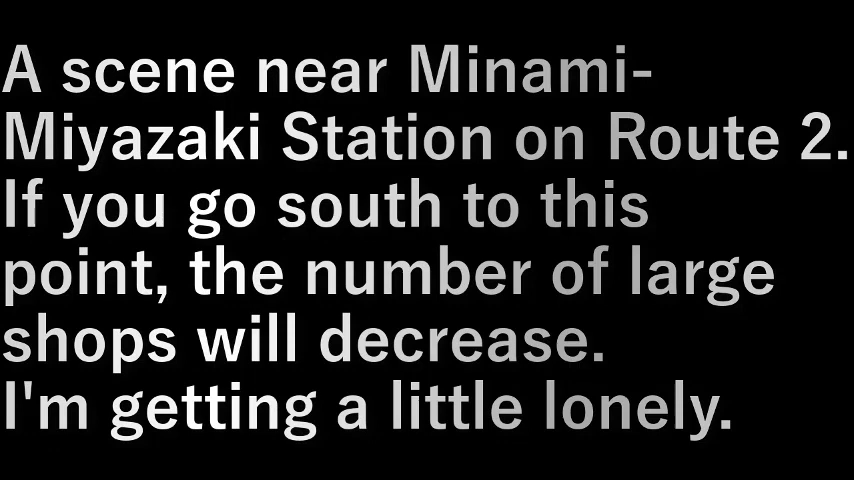 A scene near Minami-
Miyazaki Station on Route 2.
If you go south to this
point, the number of large
shops will decrease.
I'm getting a little lonely.